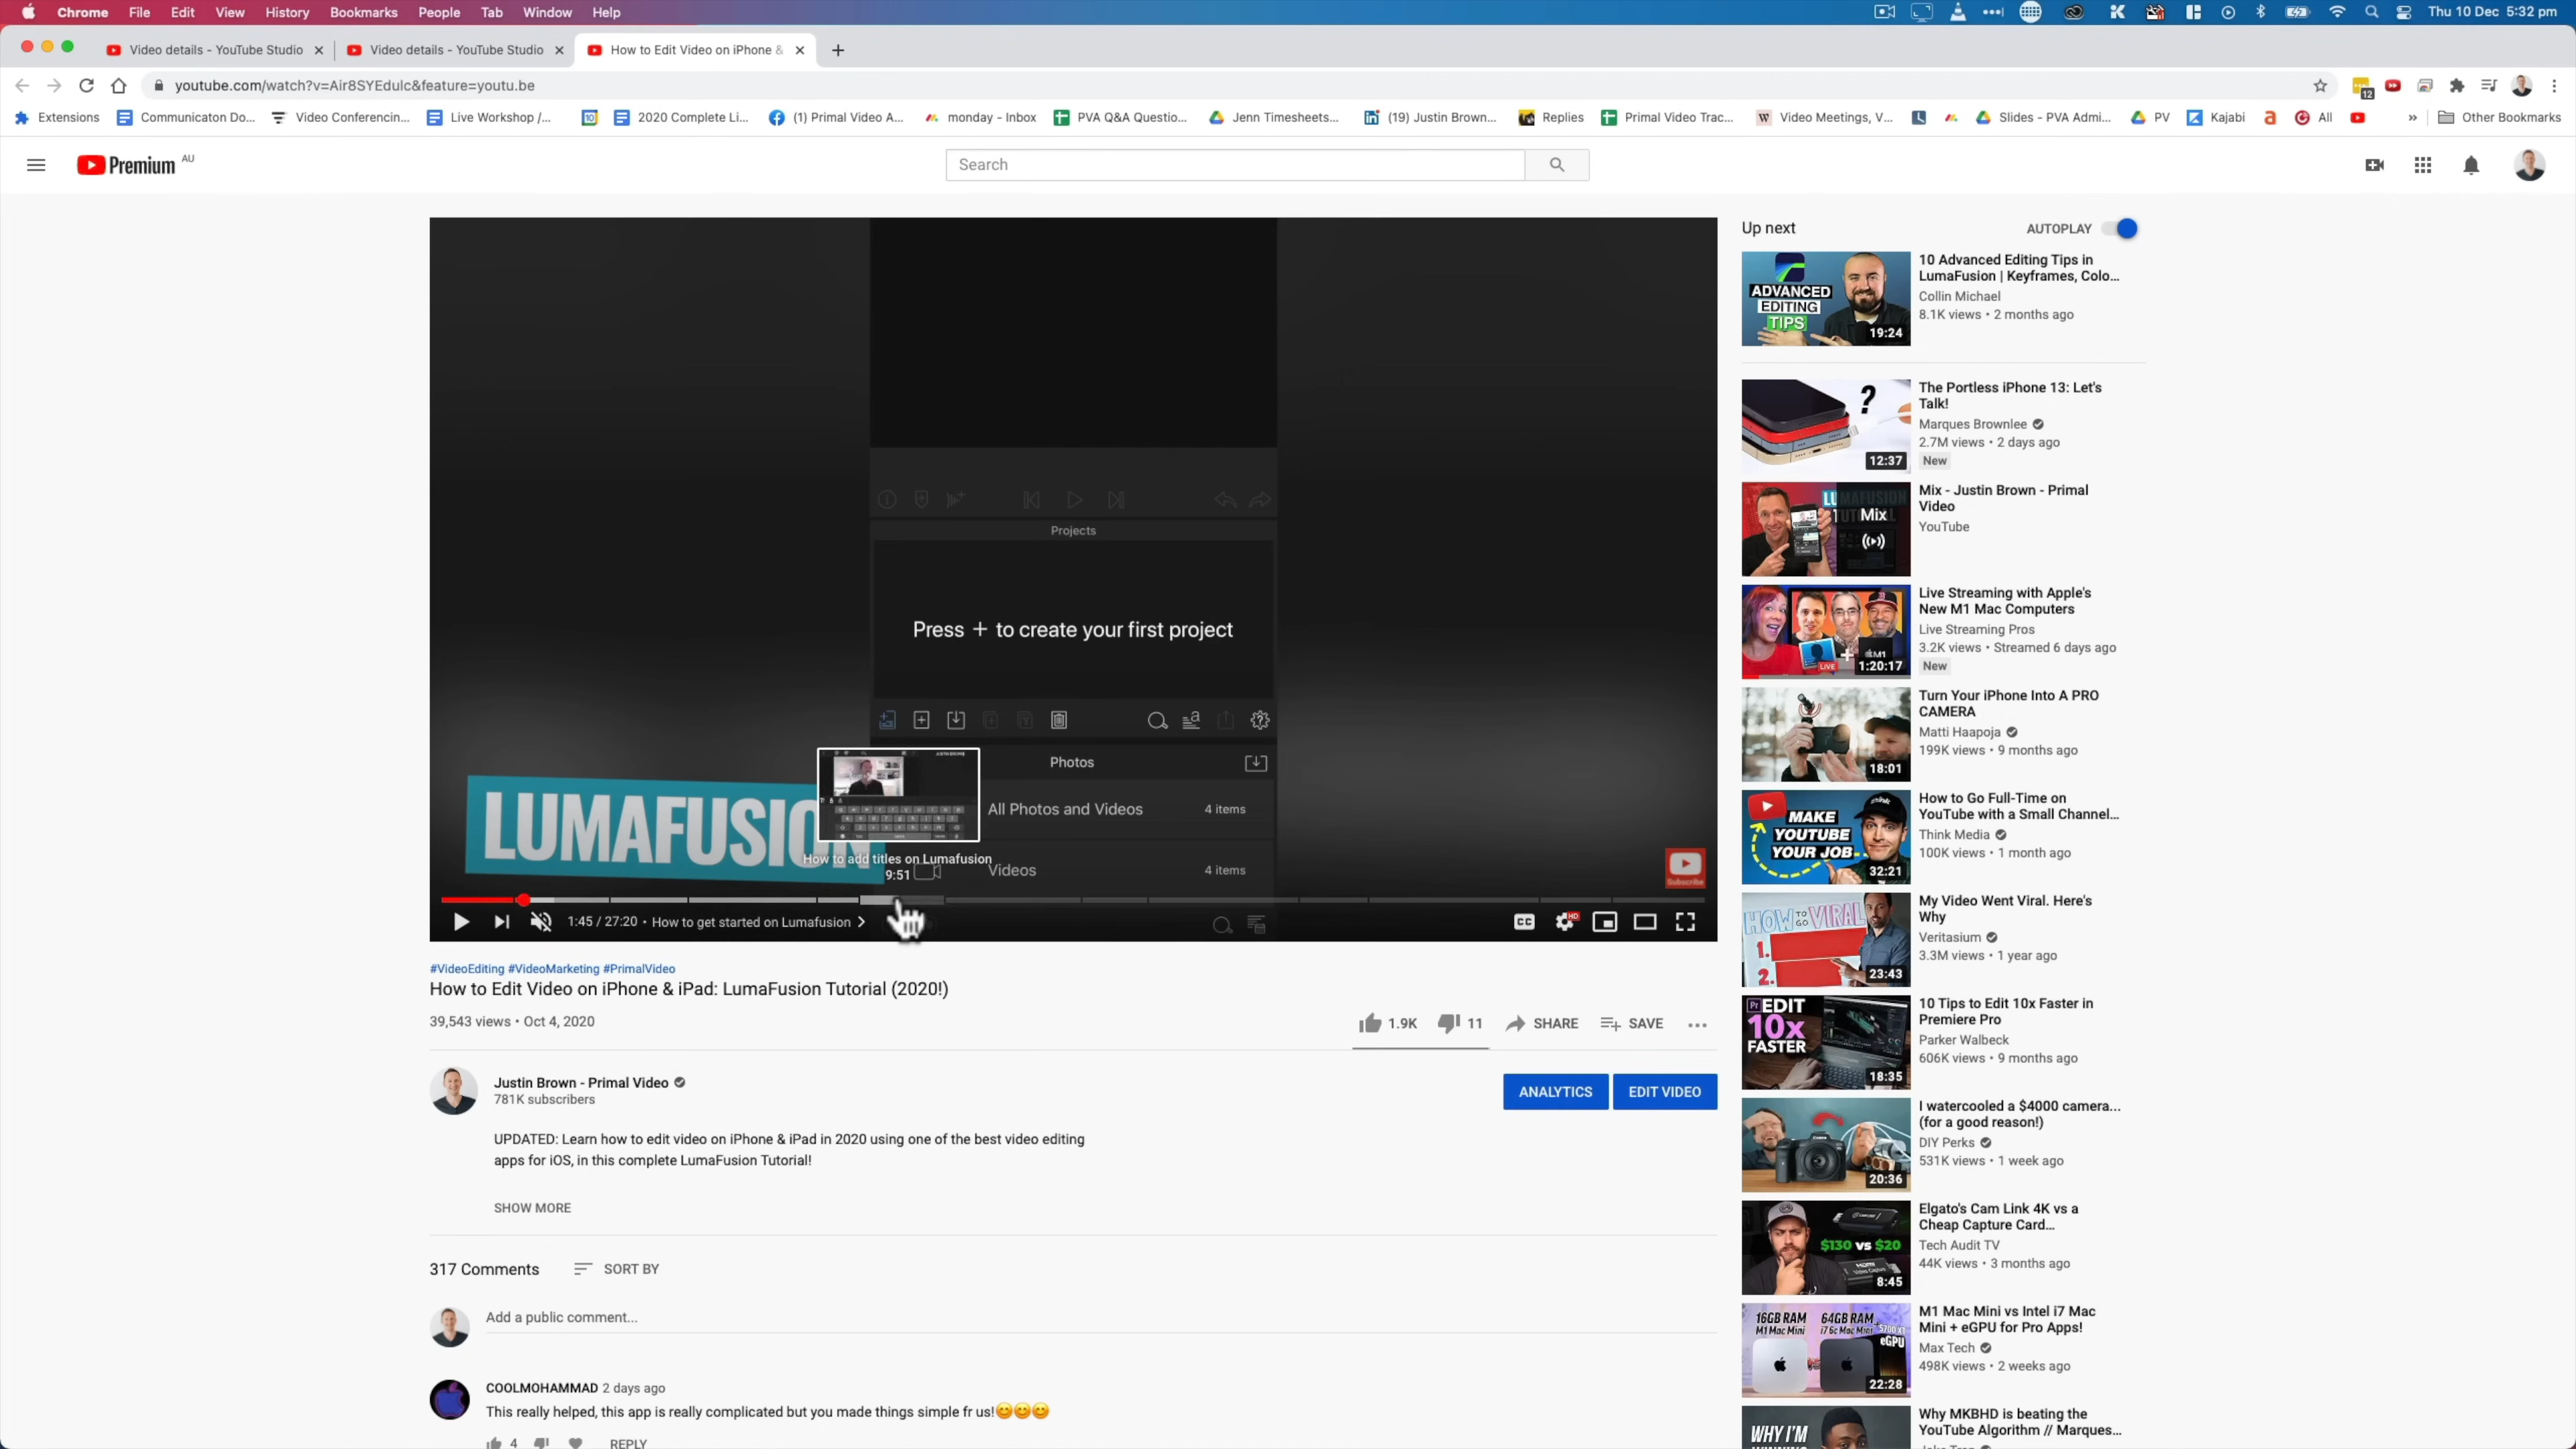 Chrome File Edit View History Bookmarks People Tab Window Help
Thu 10 Dec 5:32 pm
Video details - YouTube Studio
Video details - YouTube Studio
How to Edit Video on iPhone &
youtube.com/watch?v=Air8SYEdulc&feature=youtu.be
12
Extensions
Communicaton Do...
Video Conferencin...
Live Workshop /...
2020 Complete Li...
(1) Primal Video A...
monday - Inbox
PVA Q&A Questio...
Jenn Timesheets...
(19) Justin Brown...
Replies
Primal Video Trac...
Video Meetings, V...
Slides - PVA Admi...
PV
Kajabi
All
Other Bookmarks
Premium AU
Search
Projects
Press + to create your first project
Photos
All Photos and Videos 4 items
Videos 4 items
LUMAFUSION
How to add titles on Lumafusion
9:51
Subscribe
1:45 / 27:20 • How to get started on Lumafusion
CC
HD
#VideoEditing #VideoMarketing #PrimalVideo
How to Edit Video on iPhone & iPad: LumaFusion Tutorial (2020!)
39,543 views • Oct 4, 2020
1.9K 11 SHARE SAVE
Justin Brown - Primal Video
781K subscribers
ANALYTICS EDIT VIDEO
UPDATED: Learn how to edit video on iPhone & iPad in 2020 using one of the best video editing
apps for iOS, in this complete LumaFusion Tutorial!
SHOW MORE
317 Comments SORT BY
Add a public comment...
COOLMOHAMMAD 2 days ago
This really helped, this app is really complicated but you made things simple fr us!😊😊😊
4 REPLY
Up next AUTOPLAY
ADVANCED
EDITING
TIPS
19:24
10 Advanced Editing Tips in
LumaFusion | Keyframes, Colo...
Collin Michael
8.1K views • 2 months ago
?
12:37
The Portless iPhone 13: Let's
Talk!
Marques Brownlee
2.7M views • 2 days ago
New
LUMAFUSION
TUTORIAL
Mix
Mix - Justin Brown - Primal
Video
YouTube
LIVE
M1
1:20:17
Live Streaming with Apple's
New M1 Mac Computers
Live Streaming Pros
3.2K views • Streamed 6 days ago
New
18:01
Turn Your iPhone Into A PRO
CAMERA
Matti Haapoja
199K views • 9 months ago
think
MAKE
YOUTUBE
YOUR JOB
32:21
How to Go Full-Time on
YouTube with a Small Channel...
Think Media
100K views • 1 month ago
HOW TO GO VIRAL
1.
2.
23:43
My Video Went Viral. Here's
Why
Veritasium
3.3M views • 1 year ago
Pr EDIT
10x
FASTER
18:35
10 Tips to Edit 10x Faster in
Premiere Pro
Parker Walbeck
606K views • 9 months ago
Canon
20:36
I watercooled a $4000 camera...
(for a good reason!)
DIY Perks
531K views • 1 week ago
$130 vs $20
HDMI
Video Capture
8:45
Elgato's Cam Link 4K vs a
Cheap Capture Card...
Tech Audit TV
44K views • 3 months ago
16GB RAM
M1 Mac Mini
64GB RAM
i7 6c Mac Mini
5700 XT
eGPU
22:28
M1 Mac Mini vs Intel i7 Mac
Mini + eGPU for Pro Apps!
Max Tech
498K views • 2 weeks ago
WHY I'M
Why MKBHD is beating the
YouTube Algorithm // Marques...